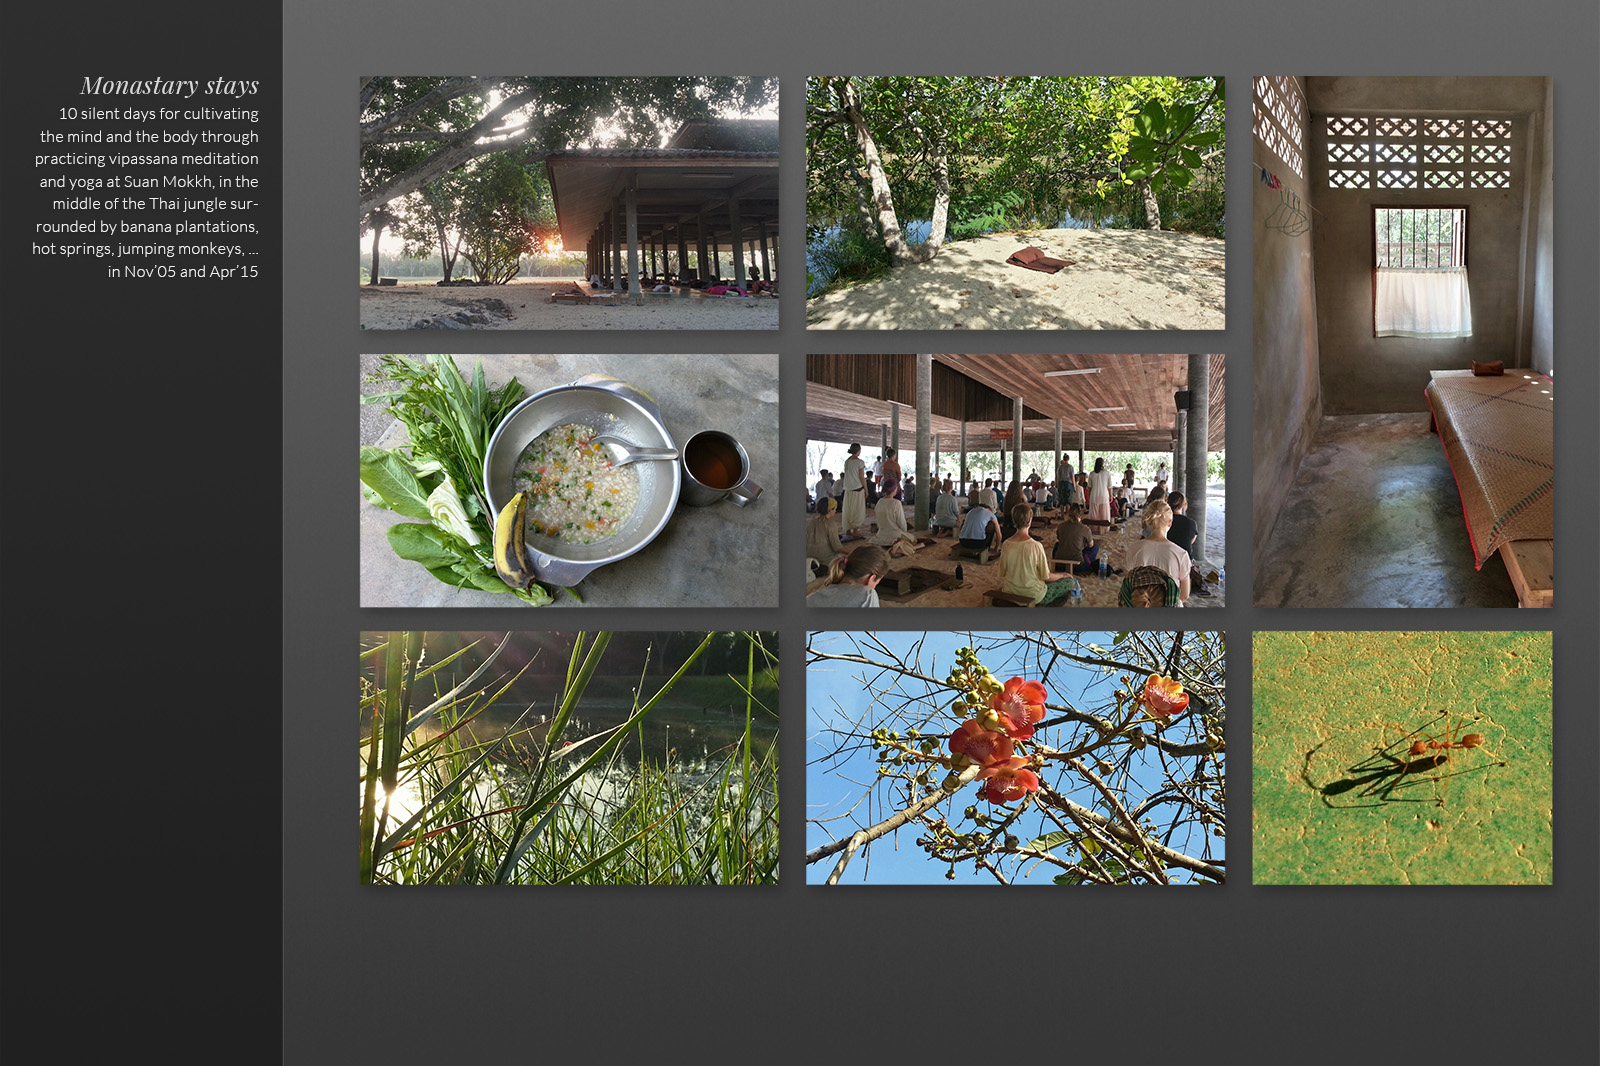 Monastary stays
10 silent days for cultivating
the mind and the body through
practicing vipassana meditation
and yoga at Suan Mokkh, in the
middle of the Thai jungle sur-
rounded by banana plantations,
hot springs, jumping monkeys, ...
in Nov'05 and Apr'15